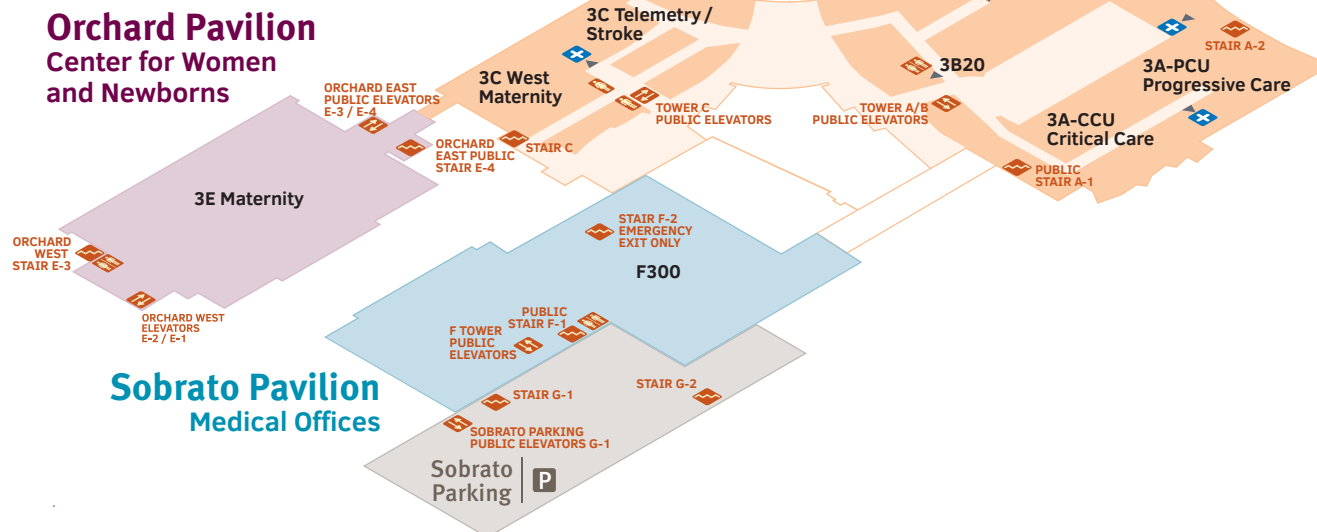 Orchard Pavilion
Center for Women
and Newborns
3C Telemetry /
Stroke
3C West
Maternity
ORCHARD EAST
PUBLIC ELEVATORS
E-3 / E-4
ORCHARD
EAST PUBLIC
STAIR E-4
STAIR C
TOWER C
PUBLIC ELEVATORS
TOWER A/B
PUBLIC ELEVATORS
3B20
STAIR A-2
3A-PCU
Progressive Care
3A-CCU
Critical Care
PUBLIC
STAIR A-1
3E Maternity
ORCHARD
WEST
STAIR E-3
ORCHARD WEST
ELEVATORS
E-2 / E-1
STAIR F-2
EMERGENCY
EXIT ONLY
F300
PUBLIC
STAIR F-1
F TOWER
PUBLIC
ELEVATORS
Sobrato Pavilion
Medical Offices
STAIR G-1
STAIR G-2
SOBRATO PARKING
PUBLIC ELEVATORS G-1
Sobrato
Parking
P